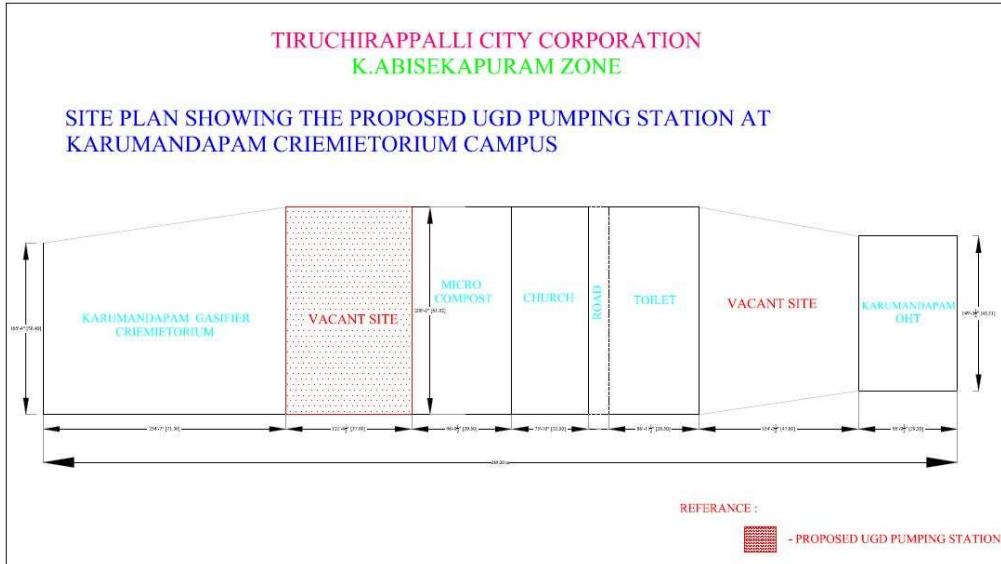 TIRUCHIRAPPALLI CITY CORPORATION
K.ABISEKAPURAM ZONE
SITE PLAN SHOWING THE PROPOSED UGD PUMPING STATION AT
KARUMANDAPAM CRIEMIETORIUM CAMPUS
KARUMANDAPAM GASIFIER
CRIEMIETORIUM
VACANT SITE
MICRO
COMPOST
CHURCH
ROAD
TOILET
VACANT SITE
KARUMANDAPAM
OHT
REFERANCE :
- PROPOSED UGD PUMPING STATION